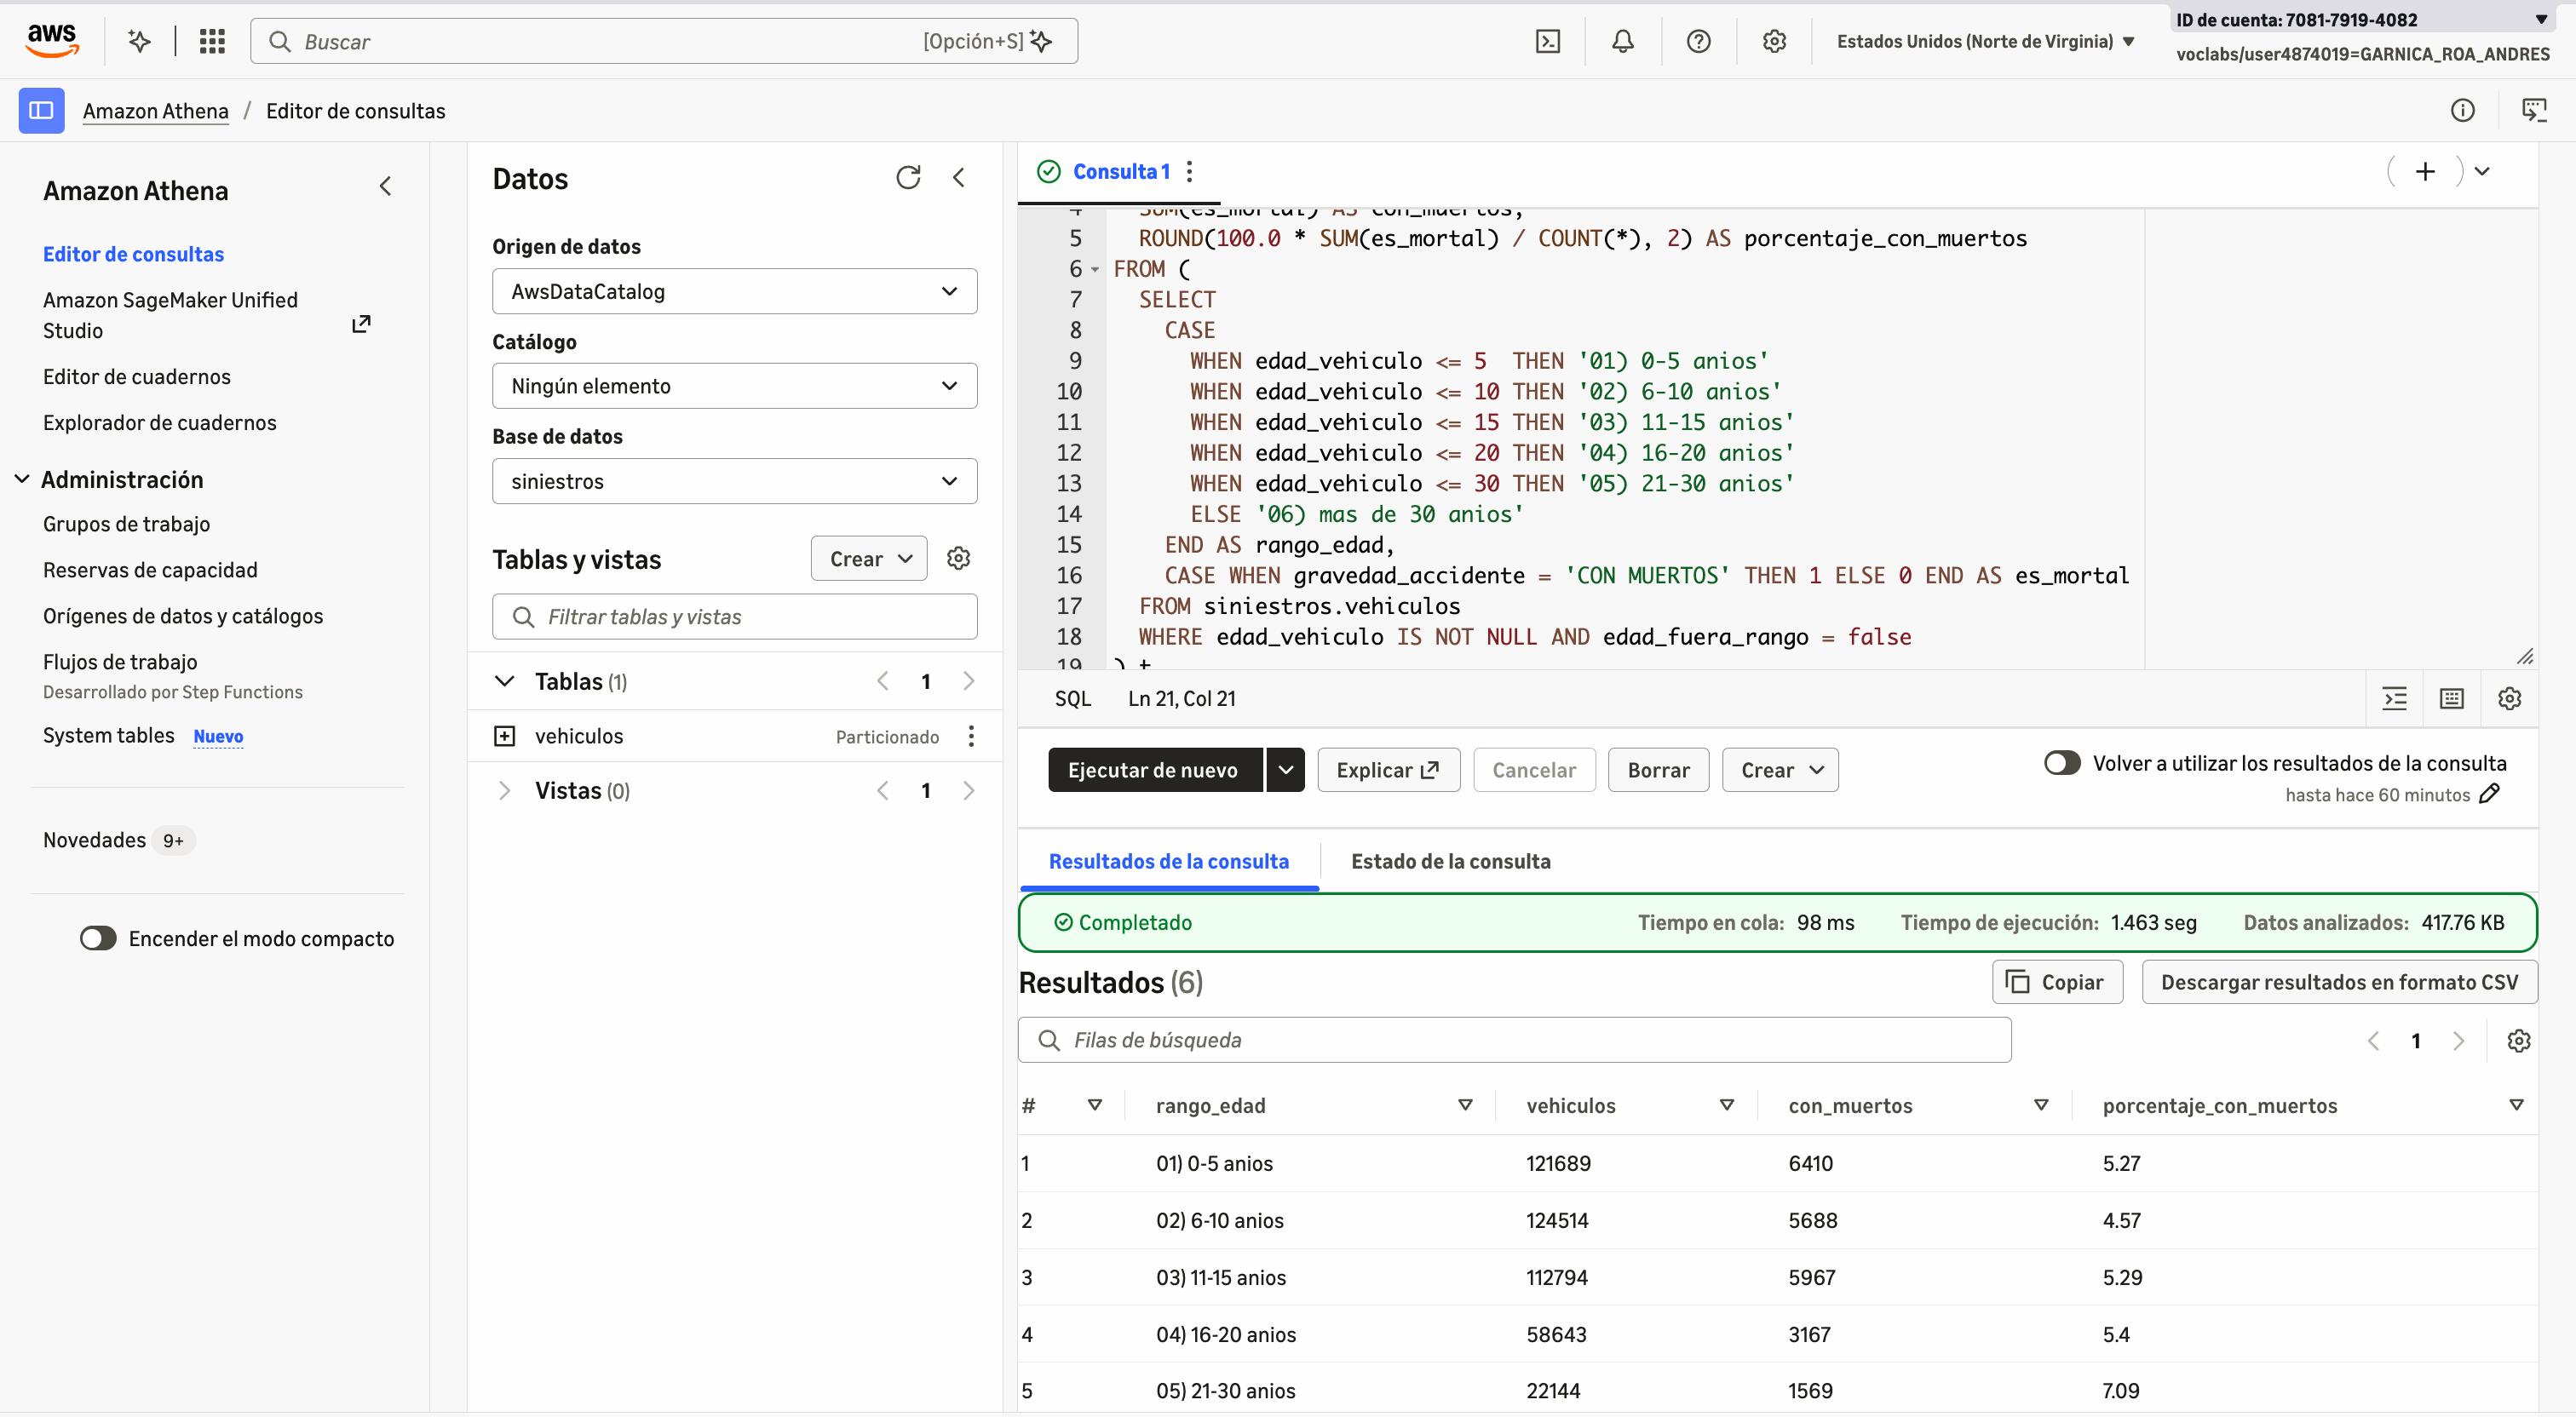 aws
Buscar
[Opción+S]
Estados Unidos (Norte de Virginia)
ID de cuenta: 7081-7919-4082
voclabs/user4874019=GARNICA_ROA_ANDRES
Amazon Athena / Editor de consultas
Amazon Athena
Editor de consultas
Amazon SageMaker Unified
Studio
Editor de cuadernos
Explorador de cuadernos
Administración
Grupos de trabajo
Reservas de capacidad
Orígenes de datos y catálogos
Flujos de trabajo
Desarrollado por Step Functions
System tables Nuevo
Novedades 9+
Encender el modo compacto
Datos
Origen de datos
AwsDataCatalog
Catálogo
Ningún elemento
Base de datos
siniestros
Tablas y vistas
Crear
Filtrar tablas y vistas
Tablas (1) 1
vehiculos Particionado
Vistas (0) 1
Consulta 1
4 SUM(es_mortal) AS con_muertos,
5 ROUND(100.0 * SUM(es_mortal) / COUNT(*), 2) AS porcentaje_con_muertos
6 FROM (
7 SELECT
8 CASE
9 WHEN edad_vehiculo <= 5 THEN '01) 0-5 anios'
10 WHEN edad_vehiculo <= 10 THEN '02) 6-10 anios'
11 WHEN edad_vehiculo <= 15 THEN '03) 11-15 anios'
12 WHEN edad_vehiculo <= 20 THEN '04) 16-20 anios'
13 WHEN edad_vehiculo <= 30 THEN '05) 21-30 anios'
14 ELSE '06) mas de 30 anios'
15 END AS rango_edad,
16 CASE WHEN gravedad_accidente = 'CON MUERTOS' THEN 1 ELSE 0 END AS es_mortal
17 FROM siniestros.vehiculos
18 WHERE edad_vehiculo IS NOT NULL AND edad_fuera_rango = false
19 ) t
SQL Ln 21, Col 21
Ejecutar de nuevo
Explicar
Cancelar
Borrar
Crear
Volver a utilizar los resultados de la consulta
hasta hace 60 minutos
Resultados de la consulta
Estado de la consulta
Completado
Tiempo en cola: 98 ms
Tiempo de ejecución: 1.463 seg
Datos analizados: 417.76 KB
Resultados (6)
Copiar
Descargar resultados en formato CSV
Filas de búsqueda
1
# rango_edad vehiculos con_muertos porcentaje_con_muertos
1 01) 0-5 anios 121689 6410 5.27
2 02) 6-10 anios 124514 5688 4.57
3 03) 11-15 anios 112794 5967 5.29
4 04) 16-20 anios 58643 3167 5.4
5 05) 21-30 anios 22144 1569 7.09